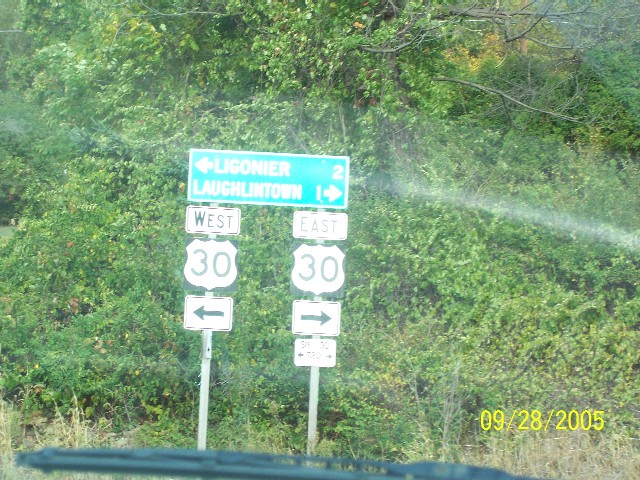 ← LIGONIER 2
LAUGHLINTOWN 1 →
WEST
EAST
30
30
←
→
09/28/2005